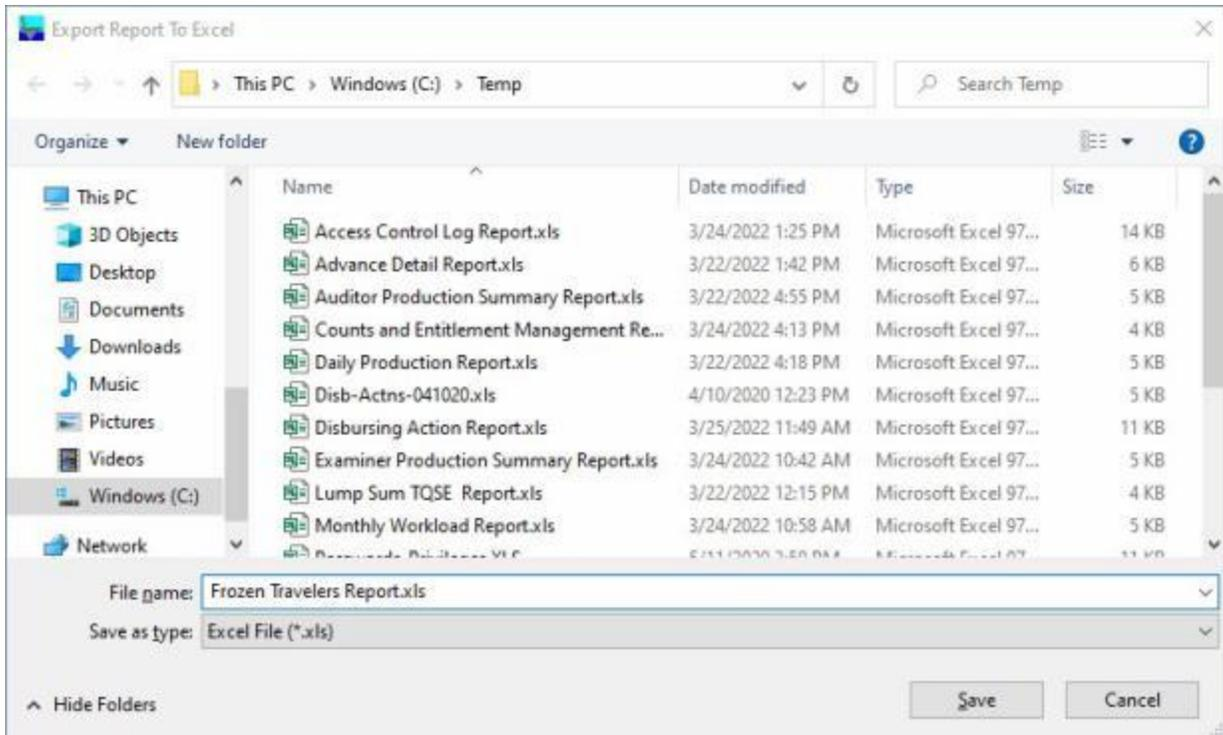 Export Report To Excel
This PC > Windows (C:) > Temp
Search Temp
Organize
New folder
Name Date modified Type Size
This PC
3D Objects
Desktop
Documents
Downloads
Music
Pictures
Videos
Windows (C:)
Network
Access Control Log Report.xls 3/24/2022 1:25 PM Microsoft Excel 97... 14 KB
Advance Detail Report.xls 3/22/2022 1:42 PM Microsoft Excel 97... 6 KB
Auditor Production Summary Report.xls 3/22/2022 4:55 PM Microsoft Excel 97... 5 KB
Counts and Entitlement Management Re... 3/24/2022 4:13 PM Microsoft Excel 97... 4 KB
Daily Production Report.xls 3/22/2022 4:18 PM Microsoft Excel 97... 5 KB
Disb-Actns-041020.xls 4/10/2020 12:23 PM Microsoft Excel 97... 5 KB
Disbursing Action Report.xls 3/25/2022 11:49 AM Microsoft Excel 97... 11 KB
Examiner Production Summary Report.xls 3/24/2022 10:42 AM Microsoft Excel 97... 5 KB
Lump Sum TQSE Report.xls 3/22/2022 12:15 PM Microsoft Excel 97... 4 KB
Monthly Workload Report.xls 3/24/2022 10:58 AM Microsoft Excel 97... 5 KB
File name: Frozen Travelers Report.xls
Save as type: Excel File (*.xls)
Hide Folders
Save
Cancel